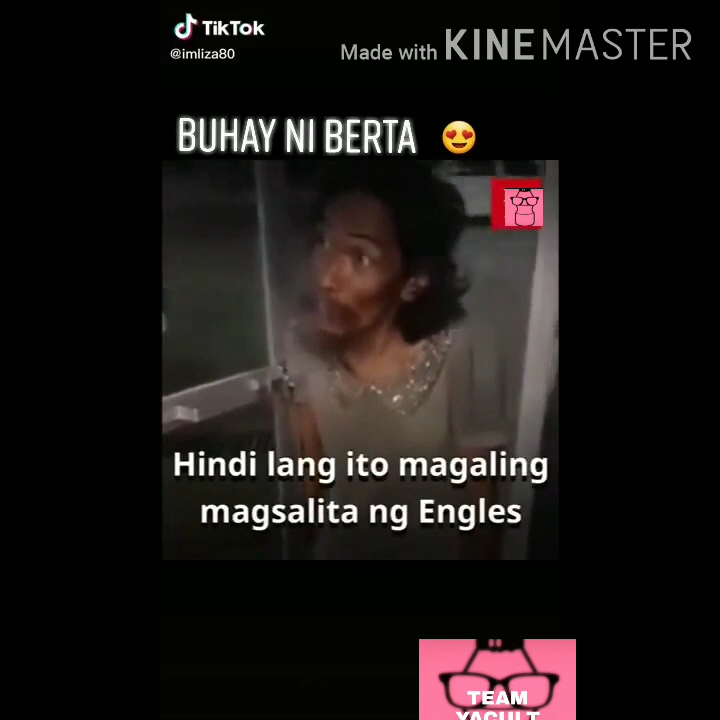 TikTok
@imliza80
Made with KINEMASTER
BUHAY NI BERTA
Hindi lang ito magaling
magsalita ng Engles
TEAM